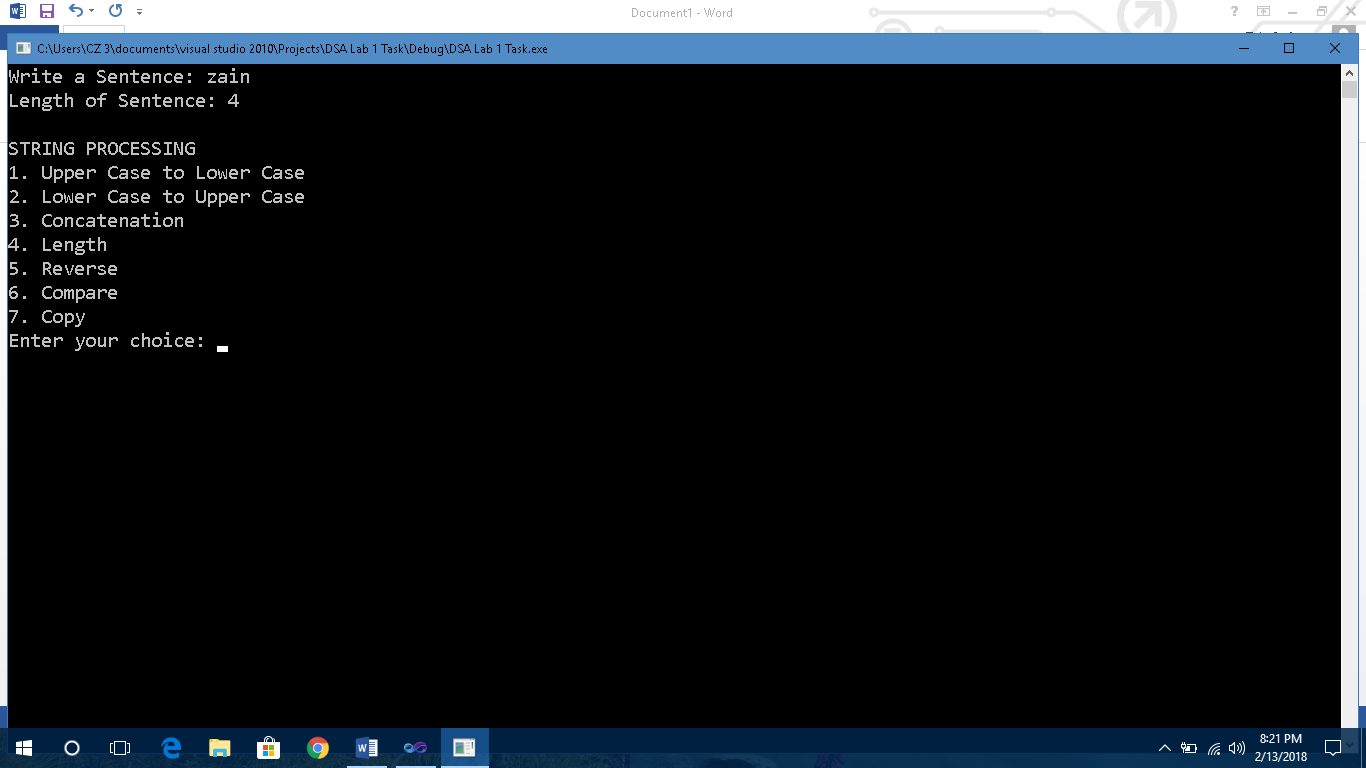 Document1 - Word
C:\Users\CZ 3\documents\visual studio 2010\Projects\DSA Lab 1 Task\Debug\DSA Lab 1 Task.exe
Write a Sentence: zain
Length of Sentence: 4
STRING PROCESSING
1. Upper Case to Lower Case
2. Lower Case to Upper Case
3. Concatenation
4. Length
5. Reverse
6. Compare
7. Copy
Enter your choice:
8:21 PM
2/13/2018